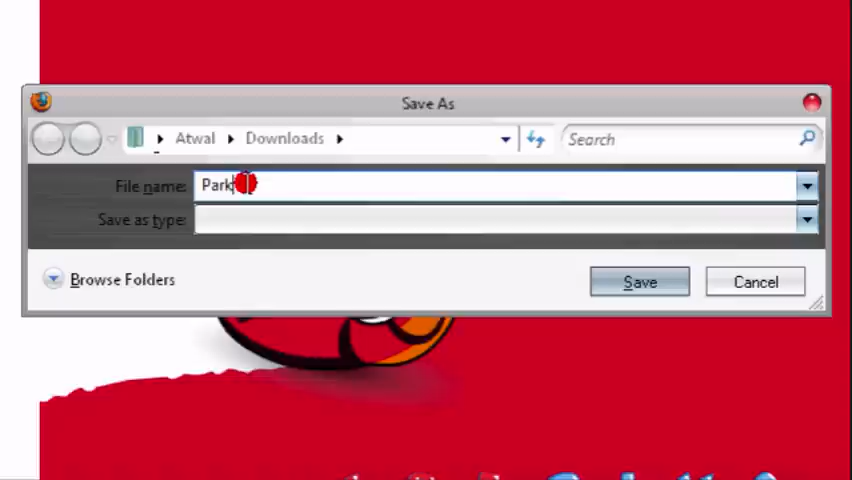 Save As
Atwal Downloads
Search
File name: Park
Save as type:
Browse Folders
Save
Cancel